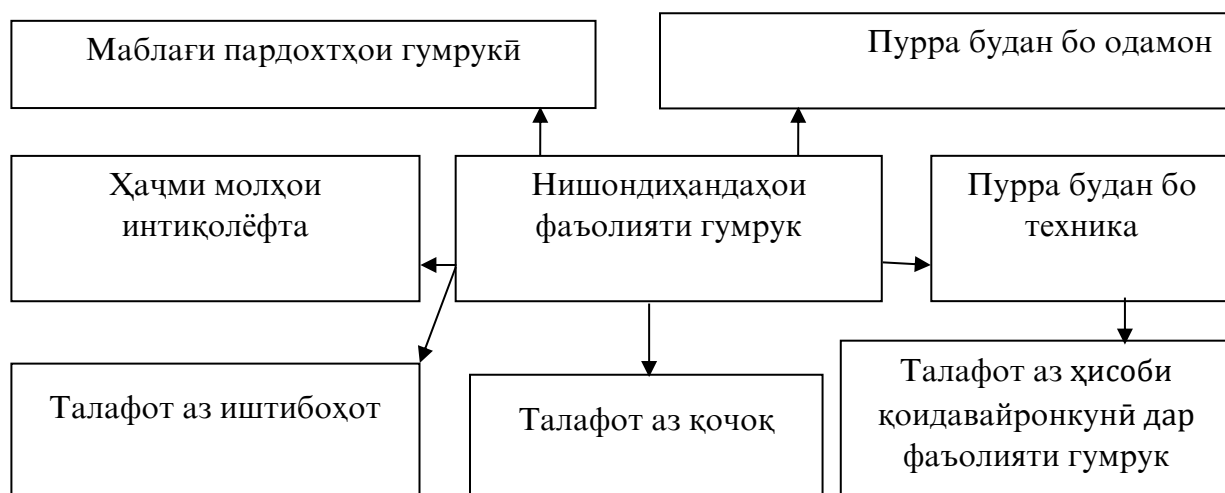 Маблағи пардохтҳои гумрукӣ
Пурра будан бо одамон
Ҳаҷми молҳои
интиқолёфта
Нишондиҳандаҳои
фаъолияти гумрук
Пурра будан бо
техника
Талафот аз иштибоҳот
Талафот аз қочоқ
Талафот аз ҳисоби
қоидавайронкунӣ дар
фаъолияти гумрук